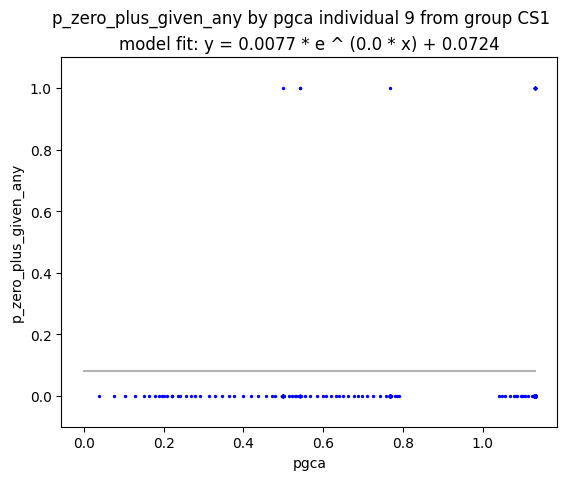 p_zero_plus_given_any by pgca individual 9 from group CS1
model fit: y = 0.0077 * e ^ (0.0 * x) + 0.0724
1.0
0.8
0.6
0.4
0.2
0.0
p_zero_plus_given_any
0.0 0.2 0.4 0.6 0.8 1.0
pgca